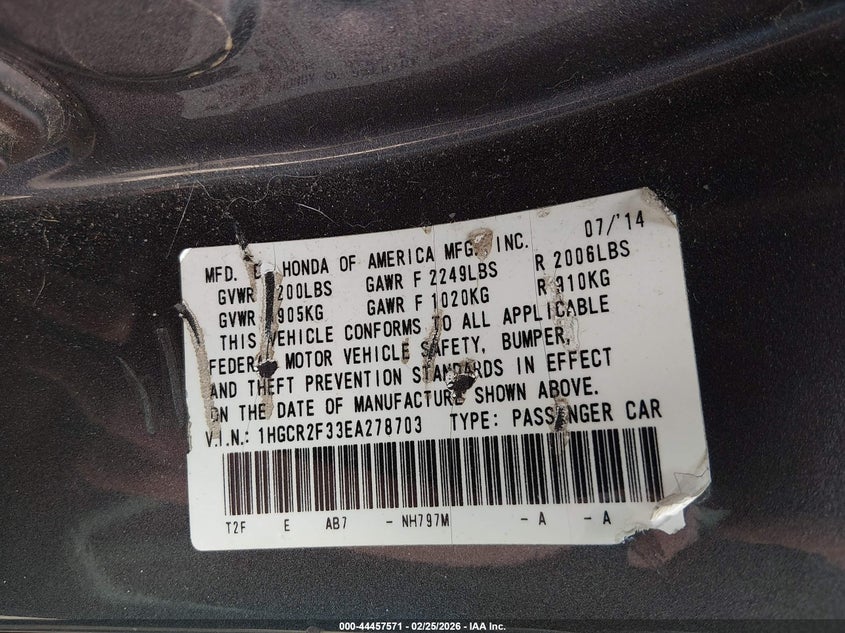 MFD. B HONDA OF AMERICA MFG. INC. 07/'14
GVWR 200LBS GAWR F 2249LBS R 2006LBS
GVWR 905KG GAWR F 1020KG R 910KG
THIS VEHICLE CONFORMS TO ALL APPLICABLE
FEDERAL MOTOR VEHICLE SAFETY, BUMPER,
AND THEFT PREVENTION STANDARDS IN EFFECT
ON THE DATE OF MANUFACTURE SHOWN ABOVE.
V.I.N.: 1HGCR2F33EA278703 TYPE: PASSENGER CAR
T2F E AB7 - NH797M - A - A
000-44457571 - 02/25/2026 - IAA Inc.